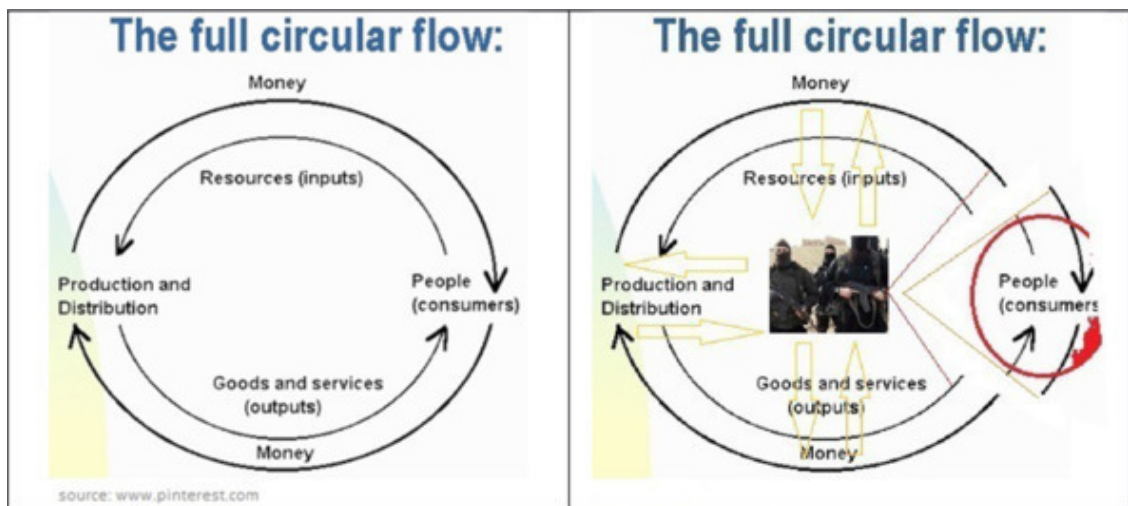 The full circular flow:
Money
Resources (inputs)
Production and
Distribution
People
(consumers)
Goods and services
(outputs)
Money
source: www.pinterest.com
The full circular flow:
Money
Resources (inputs)
Production and
Distribution
People
(consumers
Goods and services
(outputs)
Money